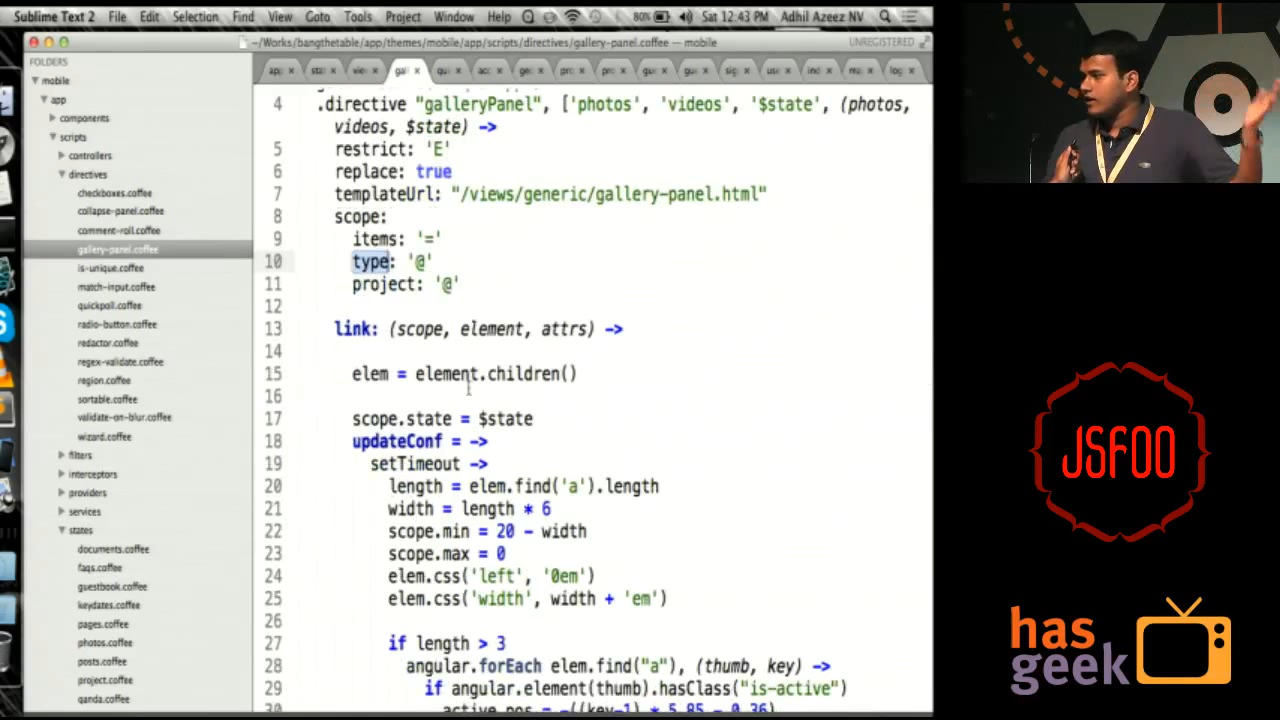 Sublime Text 2 File Edit Selection Find View Goto Tools Project Window Help 80% Sat 12:43 PM Adhil Azeez NV
~/Works/bangthetable/app/themes/mobile/app/scripts/directives/gallery-panel.coffee — mobile UNREGISTERED
FOLDERS
mobile
app
components
scripts
controllers
directives
checkboxes.coffee
collapse-panel.coffee
comment-roll.coffee
gallery-panel.coffee
is-unique.coffee
match-input.coffee
quickpoll.coffee
radio-button.coffee
redactor.coffee
regex-validate.coffee
region.coffee
sortable.coffee
validate-on-blur.coffee
wizard.coffee
filters
interceptors
providers
services
states
documents.coffee
faqs.coffee
guestbook.coffee
keydates.coffee
pages.coffee
photos.coffee
posts.coffee
project.coffee
qanda.coffee
4 .directive "galleryPanel", ['photos', 'videos', '$state', (photos,
videos, $state) ->
5 restrict: 'E'
6 replace: true
7 templateUrl: "/views/generic/gallery-panel.html"
8 scope:
9 items: '='
10 type: '@'
11 project: '@'
12
13 link: (scope, element, attrs) ->
14
15 elem = element.children()
16
17 scope.state = $state
18 updateConf = ->
19 setTimeout ->
20 length = elem.find('a').length
21 width = length * 6
22 scope.min = 20 - width
23 scope.max = 0
24 elem.css('left', '0em')
25 elem.css('width', width + 'em')
26
27 if length > 3
28 angular.forEach elem.find("a"), (thumb, key) ->
29 if angular.element(thumb).hasClass("is-active")
30 active_pos = -((key-1) * 5.85 - 0.36)
JSFOO
has
geek